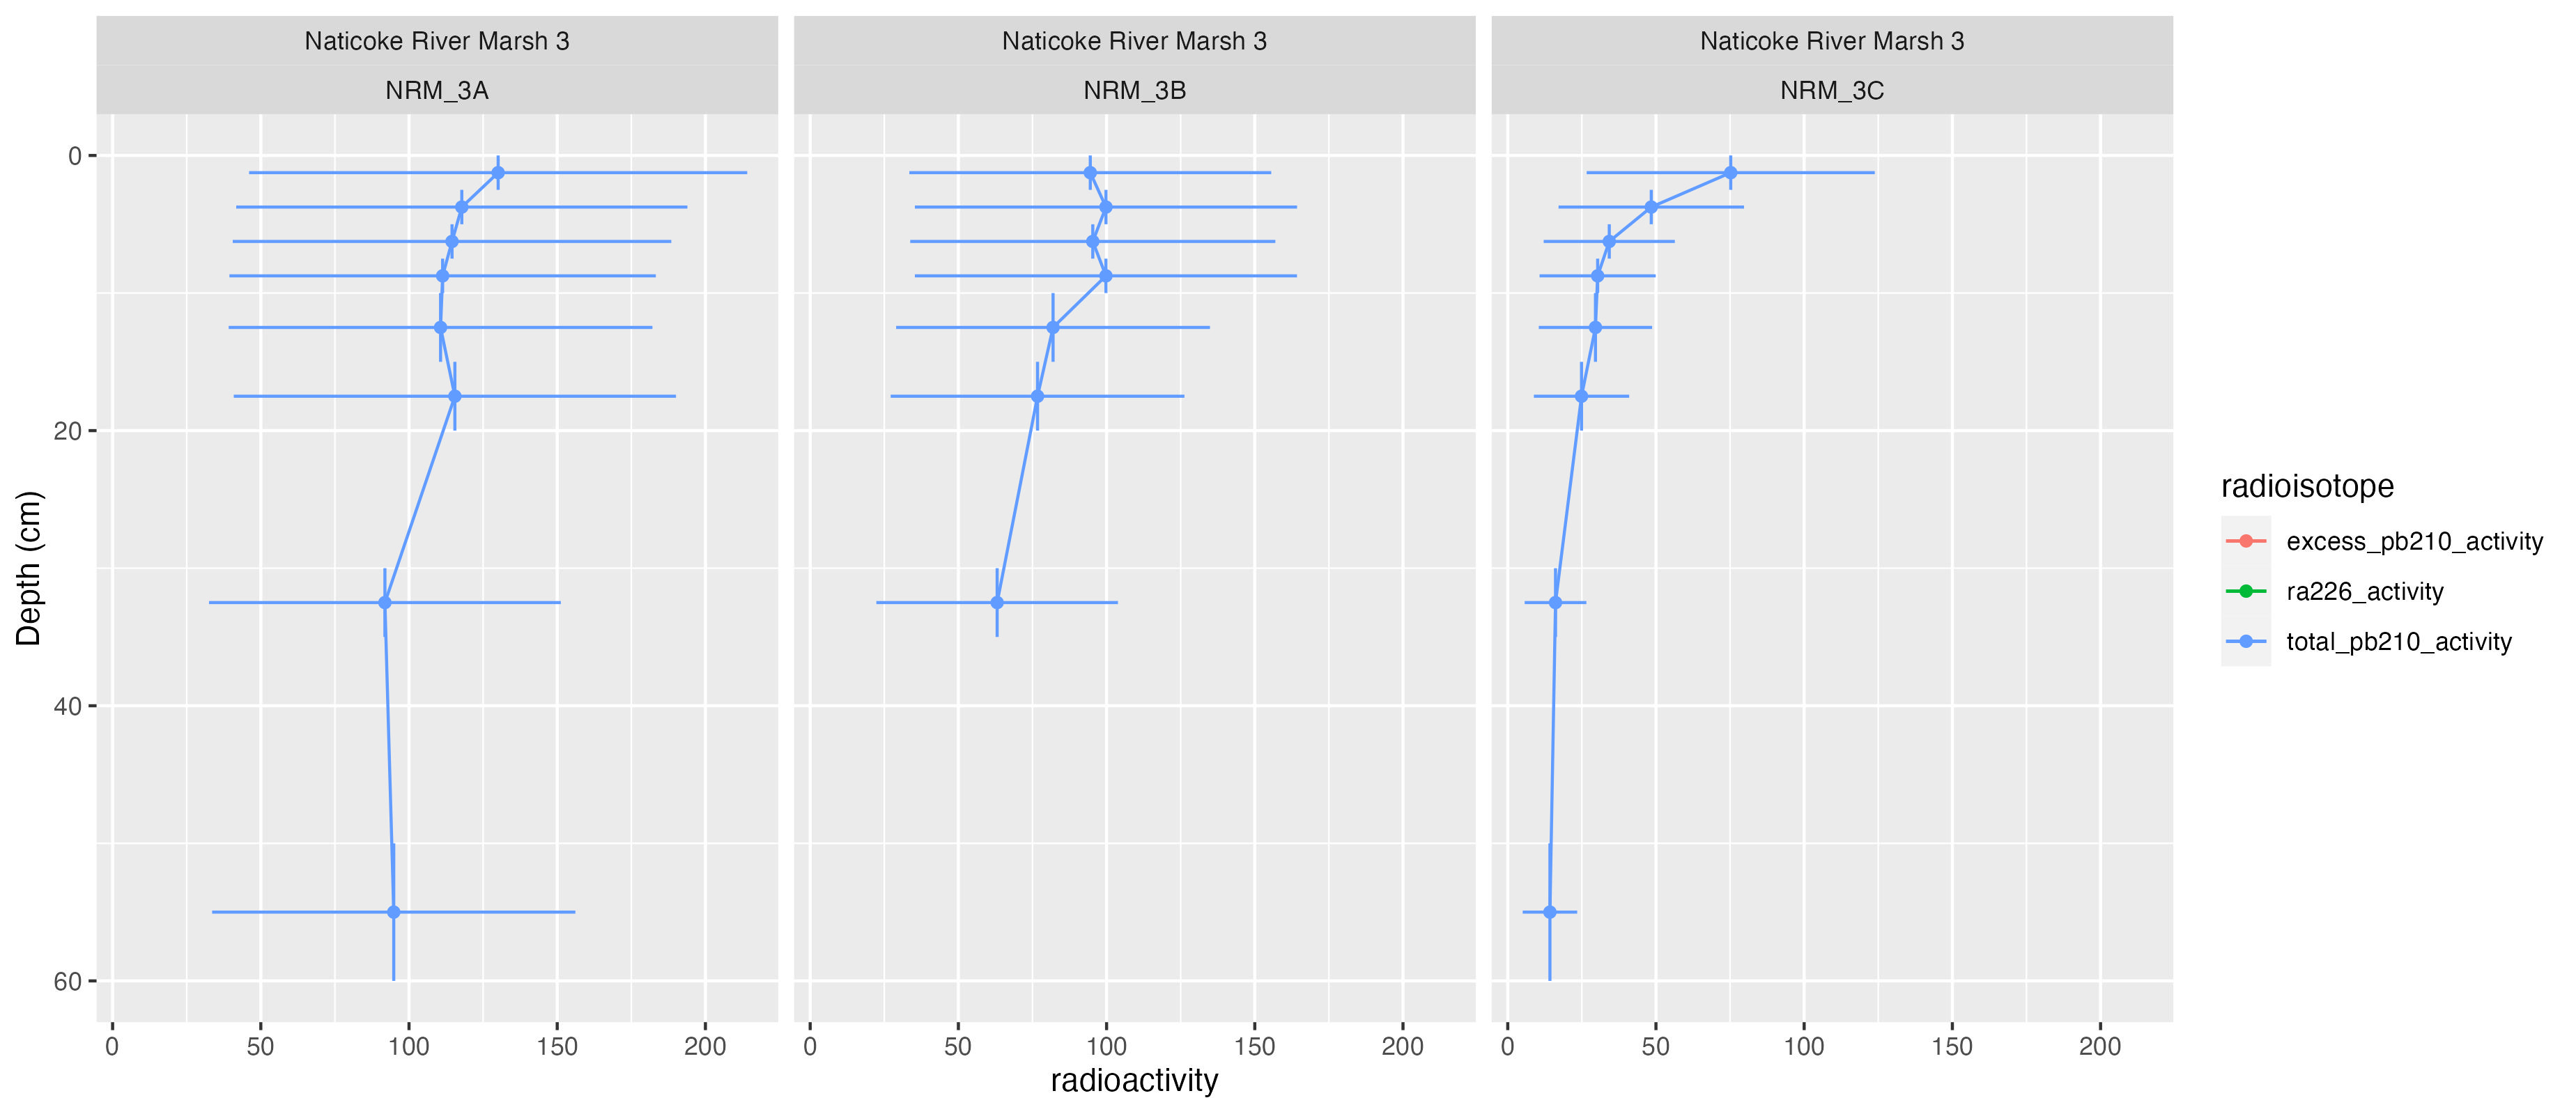 Naticoke River Marsh 3 Naticoke River Marsh 3 Naticoke River Marsh 3
NRM_3A NRM_3B NRM_3C
0
20
40
60
Depth (cm)
0 50 100 150 200 0 50 100 150 200 0 50 100 150 200
radioactivity
radioisotope
excess_pb210_activity
ra226_activity
total_pb210_activity